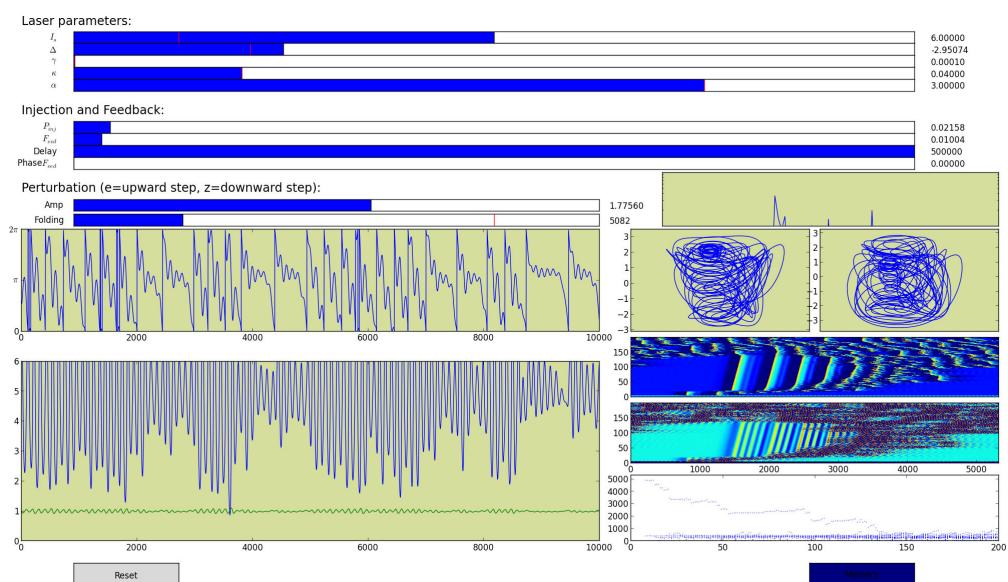 Laser parameters:
Δ -2.95074
γ 0.00010
κ 0.04000
α 3.00000
6.00000
Injection and Feedback:
P_inj 0.02158
0.01004
Delay 500000
Phase 0.00000
Perturbation (e=upward step, z=downward step):
Amp 1.77560
Folding 5082
2π
π
0
0 2000 4000 6000 8000 10000
3
2
1
0
−1
−2
−3
3
2
1
0
−1
−2
−3
6
5
4
3
2
1
0
0 2000 4000 6000 8000 10000
150
100
50
0
150
100
50
0
0 1000 2000 3000 4000 5000
5000
4000
3000
2000
1000
0
0 50 100 150 200
Reset